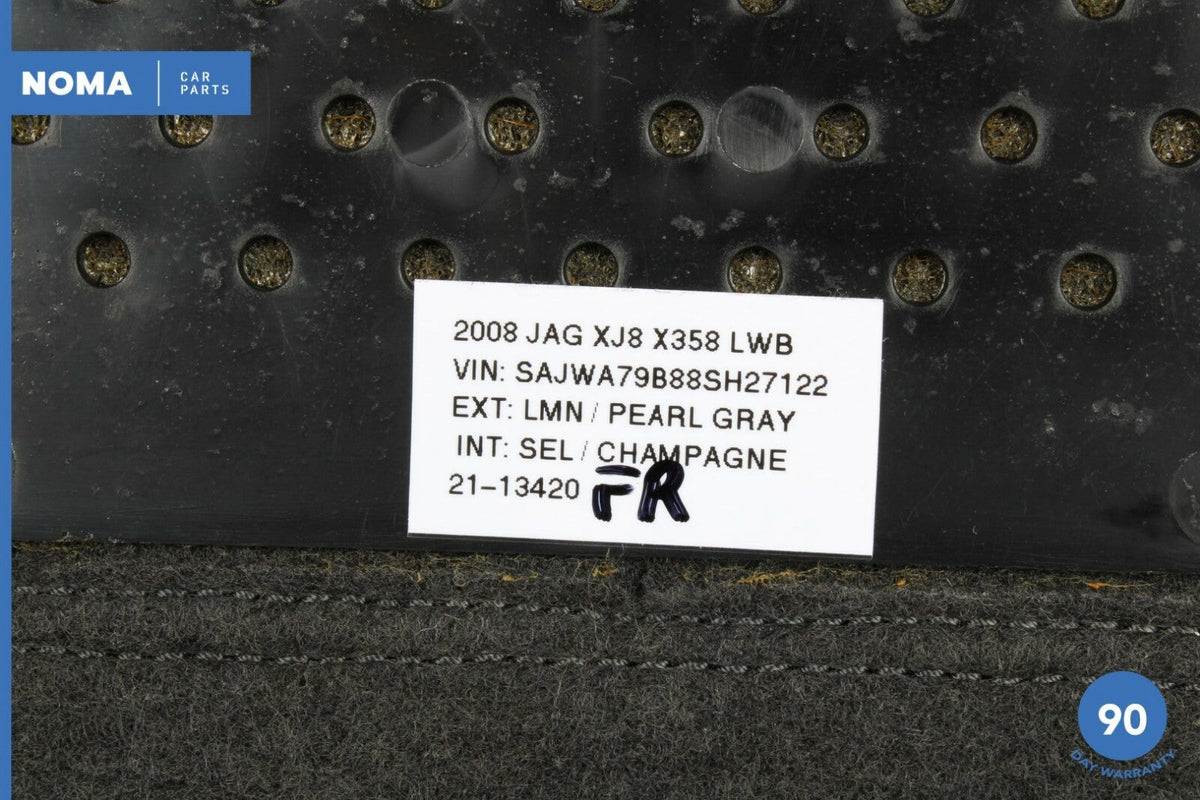 NOMA
CAR
PARTS
2008 JAG XJ8 X358 LWB
VIN: SAJWA79B88SH27122
EXT: LMN / PEARL GRAY
INT: SEL / CHAMPAGNE
21-13420 FR
90
DAY WARRANTY